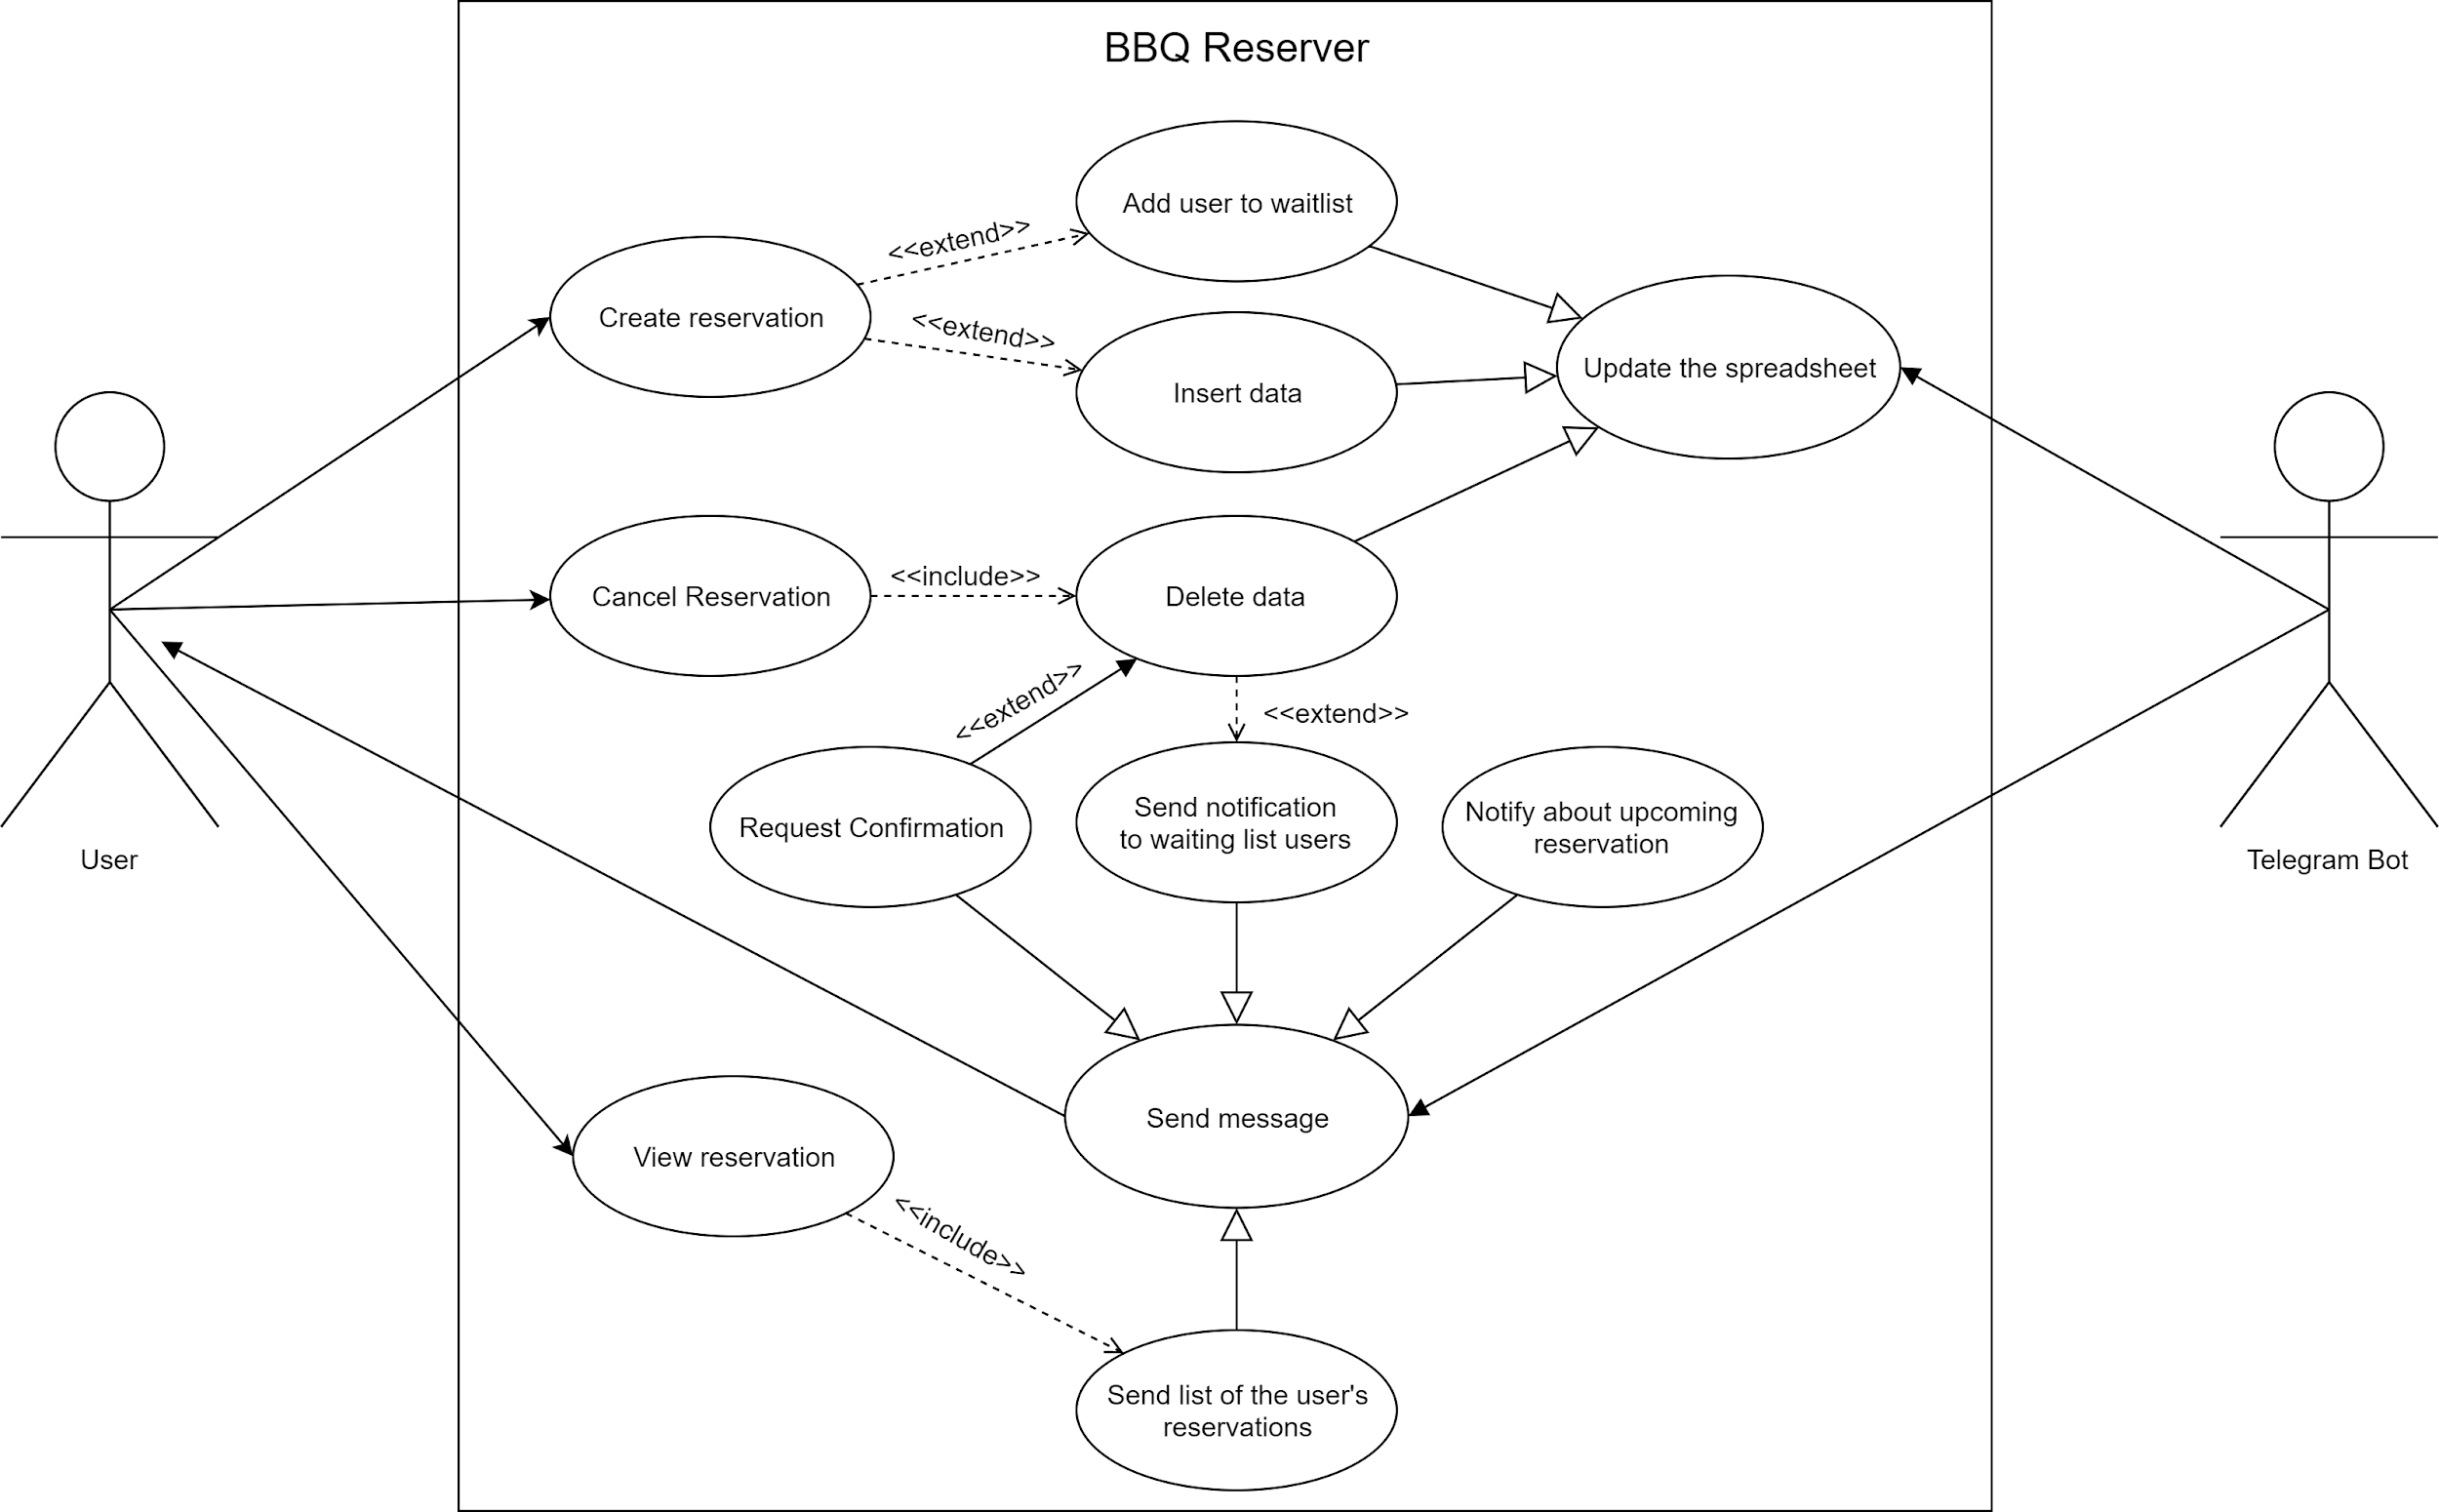 BBQ Reserver
Add user to waitlist
<<extend>>
Create reservation
<<extend>>
Update the spreadsheet
Insert data
<<include>>
Cancel Reservation
Delete data
<<extend>>
<<extend>>
Request Confirmation
Send notification
to waiting list users
Notify about upcoming
reservation
User
Telegram Bot
Send message
View reservation
<<include>>
Send list of the user's
reservations